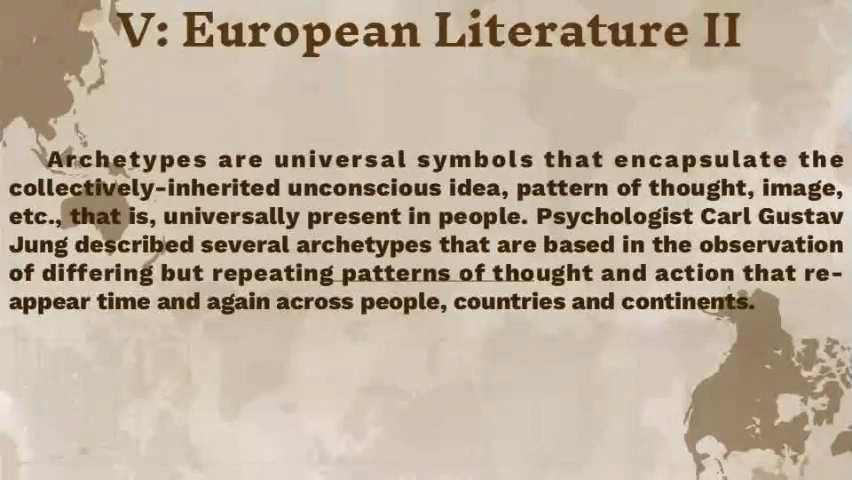 V: European Literature II
Archetypes are universal symbols that encapsulate the
collectively-inherited unconscious idea, pattern of thought, image,
etc., that is, universally present in people. Psychologist Carl Gustav
Jung described several archetypes that are based in the observation
of differing but repeating patterns of thought and action that re-
appear time and again across people, countries and continents.